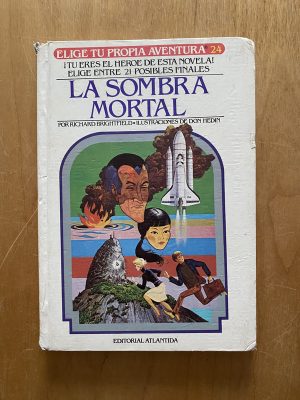 ELIGE TU PROPIA AVENTURA 24
¡TU ERES EL HEROE DE ESTA NOVELA!
ELIGE ENTRE 21 POSIBLES FINALES
LA SOMBRA
MORTAL
POR RICHARD BRIGHTFIELD•ILUSTRACIONES DE DON HEDIN
EDITORIAL ATLANTIDA